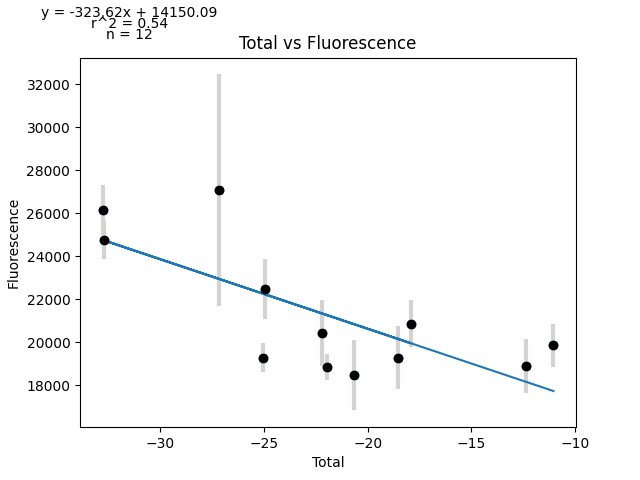 y = -323.62x + 14150.09
r^2 = 0.54
n = 12
Total vs Fluorescence
Fluorescence
32000
30000
28000
26000
24000
22000
20000
18000
−30
−25
−20
−15
−10
Total